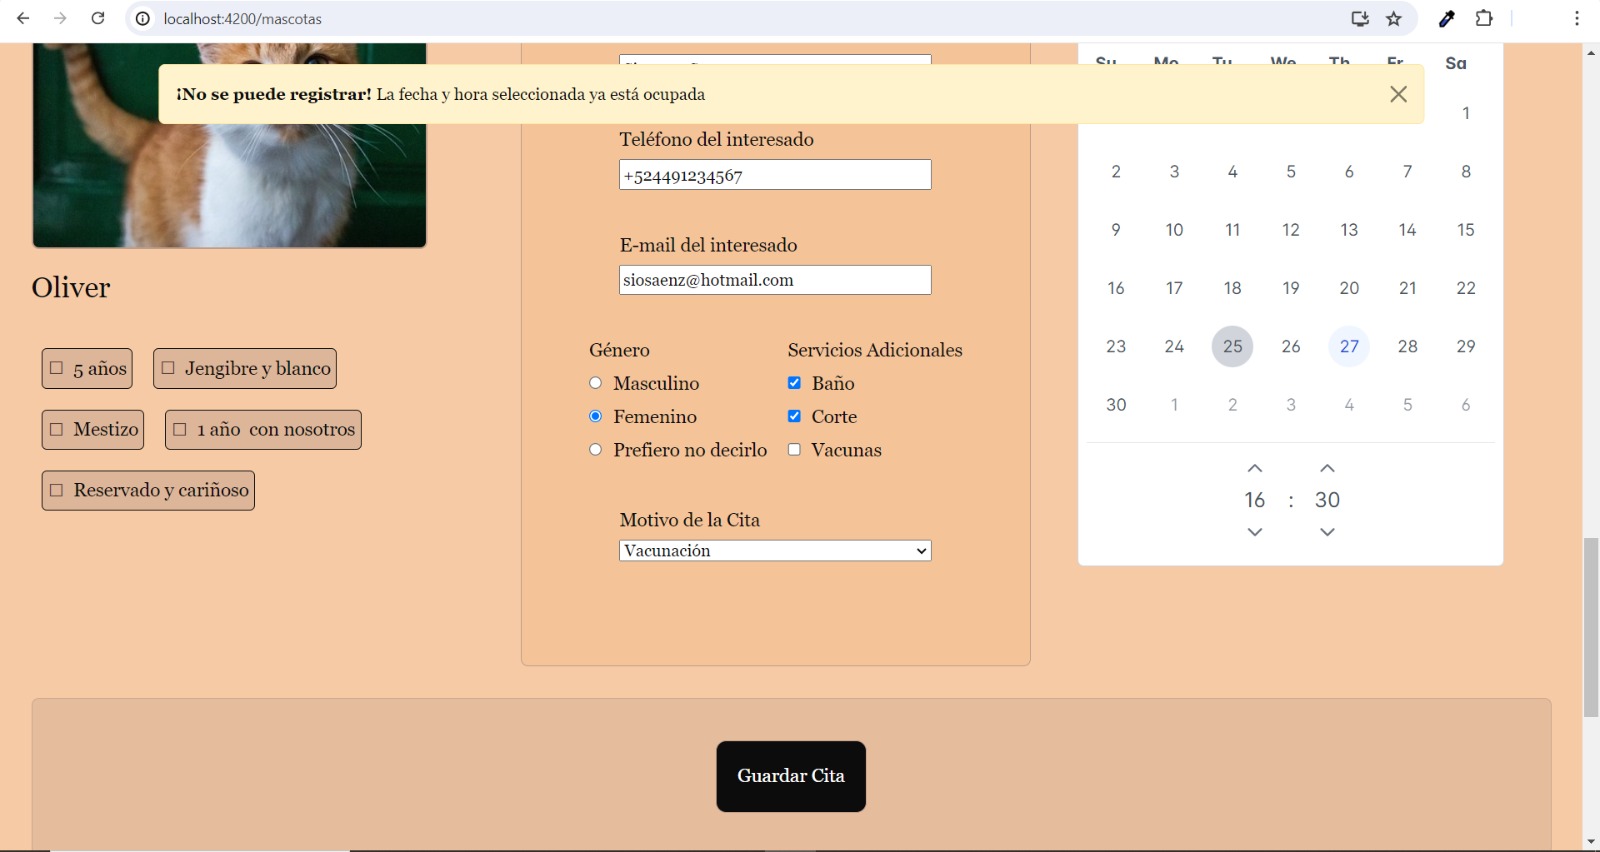 localhost:4200/mascotas
¡No se puede registrar! La fecha y hora seleccionada ya está ocupada
Oliver
5 años
Jengibre y blanco
Mestizo
1 año con nosotros
Reservado y cariñoso
Teléfono del interesado
+524491234567
E-mail del interesado
siosaenz@hotmail.com
Género
Masculino
Femenino
Prefiero no decirlo
Servicios Adicionales
Baño
Corte
Vacunas
Motivo de la Cita
Vacunación
Su Mo Tu We Th Fr Sa
1
2 3 4 5 6 7 8
9 10 11 12 13 14 15
16 17 18 19 20 21 22
23 24 25 26 27 28 29
30 1 2 3 4 5 6
16 : 30
Guardar Cita